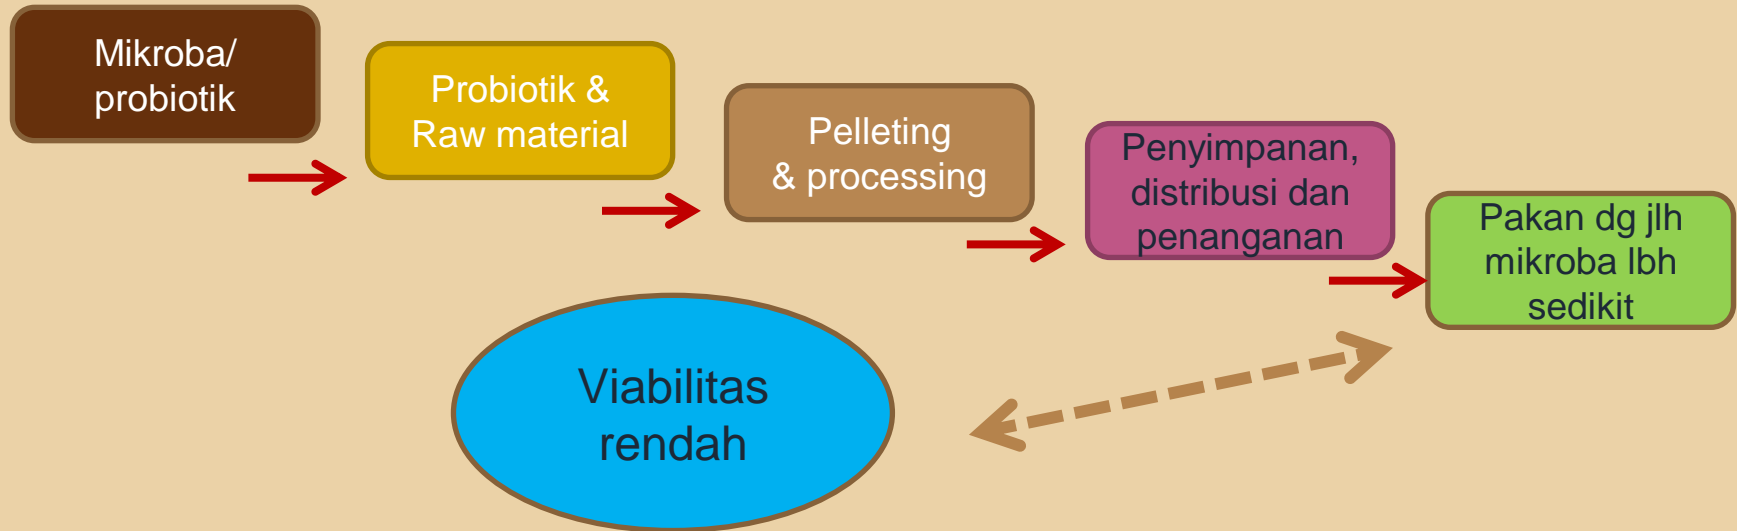 Mikroba/
probiotik
Probiotik &
Raw material
Pelleting
& processing
Penyimpanan,
distribusi dan
penanganan
Pakan dg jlh
mikroba lbh
sedikit
Viabilitas
rendah